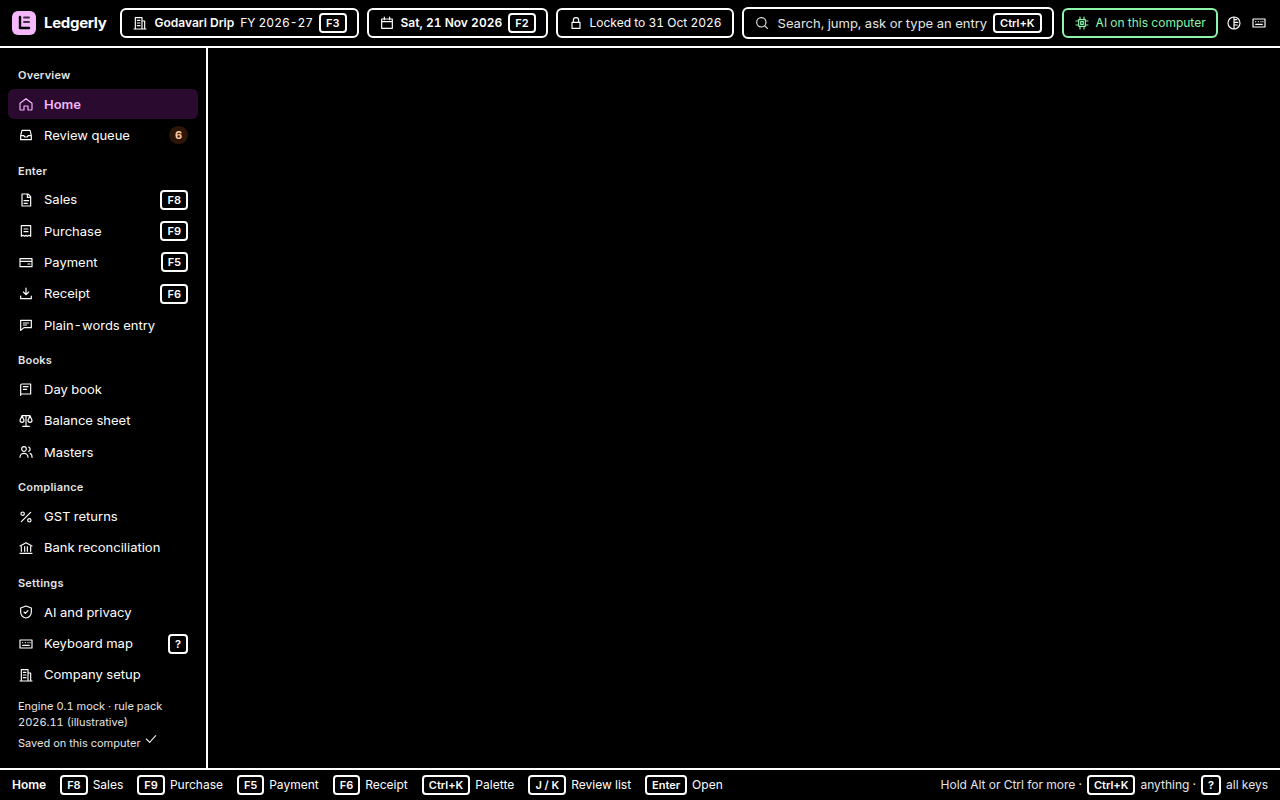 Ledgerly
Godavari Drip FY 2026-27 F3
Sat, 21 Nov 2026 F2
Locked to 31 Oct 2026
Search, jump, ask or type an entry Ctrl+K
AI on this computer
Overview
Home
Review queue 6
Enter
Sales F8
Purchase F9
Payment F5
Receipt F6
Plain-words entry
Books
Day book
Balance sheet
Masters
Compliance
GST returns
Bank reconciliation
Settings
AI and privacy
Keyboard map ?
Company setup
Engine 0.1 mock · rule pack
2026.11 (illustrative)
Saved on this computer
Home F8 Sales F9 Purchase F5 Payment F6 Receipt Ctrl+K Palette J / K Review list Enter Open
Hold Alt or Ctrl for more · Ctrl+K anything · ? all keys